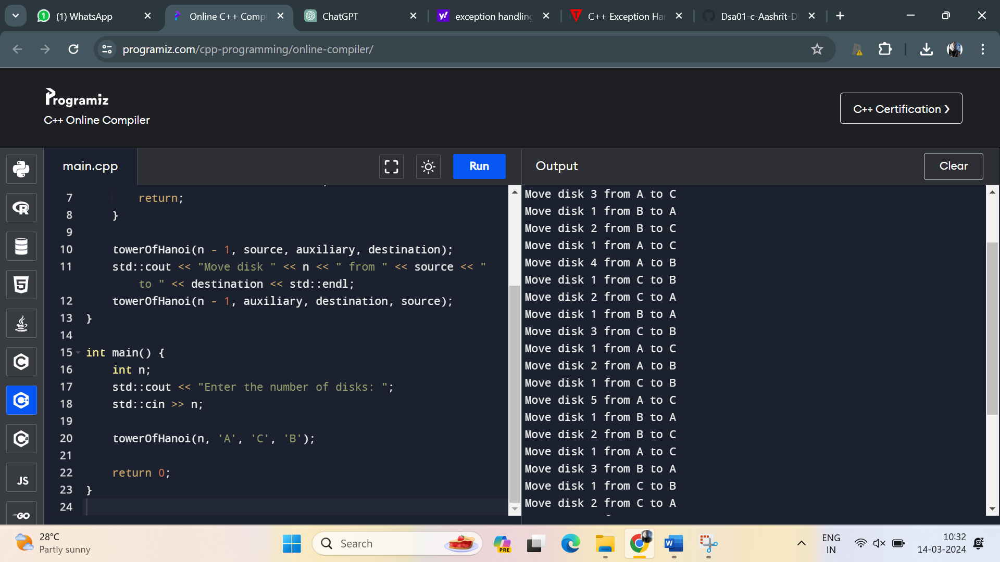 (1) WhatsApp
Online C++ Compi
ChatGPT
exception handling
C++ Exception Ha
Dsa01-c-Aashrit-D
programiz.com/cpp-programming/online-compiler/
Programiz
C++ Online Compiler
C++ Certification ❯
main.cpp
Run
Output
Clear
7 return;
8 }
9
10 towerOfHanoi(n - 1, source, auxiliary, destination);
11 std::cout << "Move disk " << n << " from " << source << "
to " << destination << std::endl;
12 towerOfHanoi(n - 1, auxiliary, destination, source);
13 }
14
15 int main() {
16 int n;
17 std::cout << "Enter the number of disks: ";
18 std::cin >> n;
19
20 towerOfHanoi(n, 'A', 'C', 'B');
21
22 return 0;
23 }
24
Move disk 3 from A to C
Move disk 1 from B to A
Move disk 2 from B to C
Move disk 1 from A to C
Move disk 4 from A to B
Move disk 1 from C to B
Move disk 2 from C to A
Move disk 1 from B to A
Move disk 3 from C to B
Move disk 1 from A to C
Move disk 2 from A to B
Move disk 1 from C to B
Move disk 5 from A to C
Move disk 1 from B to A
Move disk 2 from B to C
Move disk 1 from A to C
Move disk 3 from B to A
Move disk 1 from C to B
Move disk 2 from C to A
JS
GO
28°C
Partly sunny
Search
PRE
ENG
IN
10:32
14-03-2024